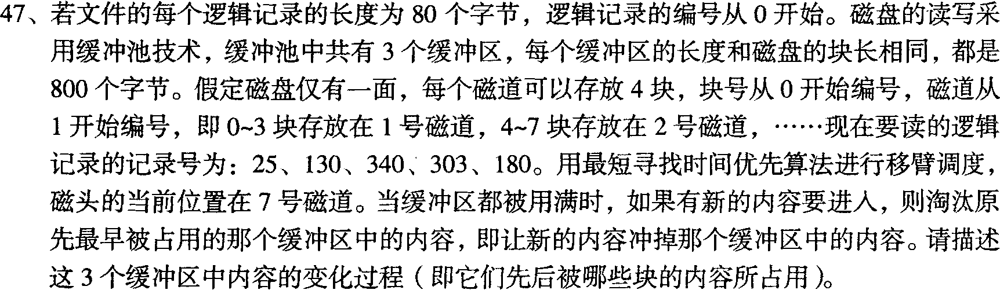 47、若文件的每个逻辑记录的长度为 80 个字节，逻辑记录的编号从 0 开始。磁盘的读写采
用缓冲池技术，缓冲池中共有 3 个缓冲区，每个缓冲区的长度和磁盘的块长相同，都是
800 个字节。假定磁盘仅有一面，每个磁道可以存放 4 块，块号从 0 开始编号，磁道从
1 开始编号，即 0~3 块存放在 1 号磁道，4~7 块存放在 2 号磁道，……现在要读的逻辑
记录的记录号为：25、130、340、303、180。用最短寻找时间优先算法进行移臂调度，
磁头的当前位置在 7 号磁道。当缓冲区都被用满时，如果有新的内容要进入，则淘汰原
先最早被占用的那个缓冲区中的内容，即让新的内容冲掉那个缓冲区中的内容。请描述
这 3 个缓冲区中内容的变化过程（即它们先后被哪些块的内容所占用）。